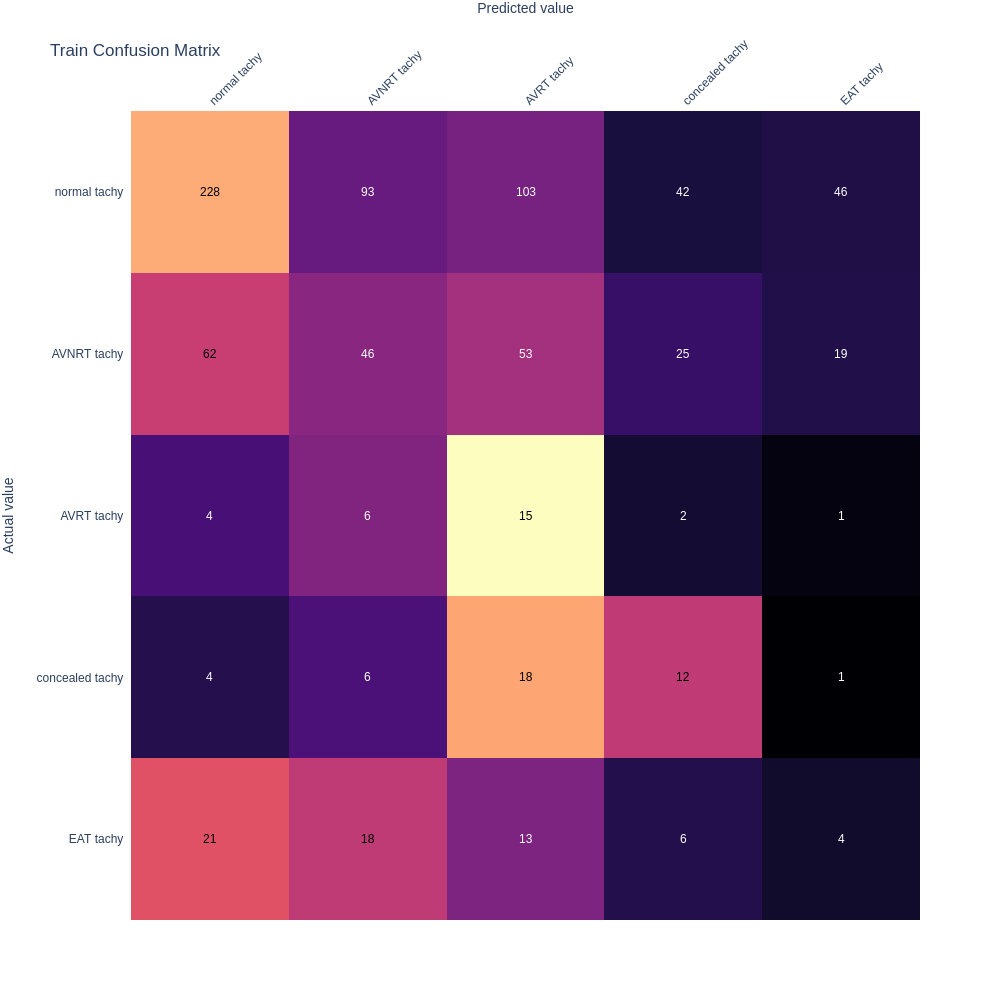 Predicted value
Train Confusion Matrix
normal tachy
AVNRT tachy
AVRT tachy
concealed tachy
EAT tachy
normal tachy 228 93 103 42 46
AVNRT tachy 62 46 53 25 19
AVRT tachy 4 6 15 2 1
concealed tachy 4 6 18 12 1
EAT tachy 21 18 13 6 4
Actual value